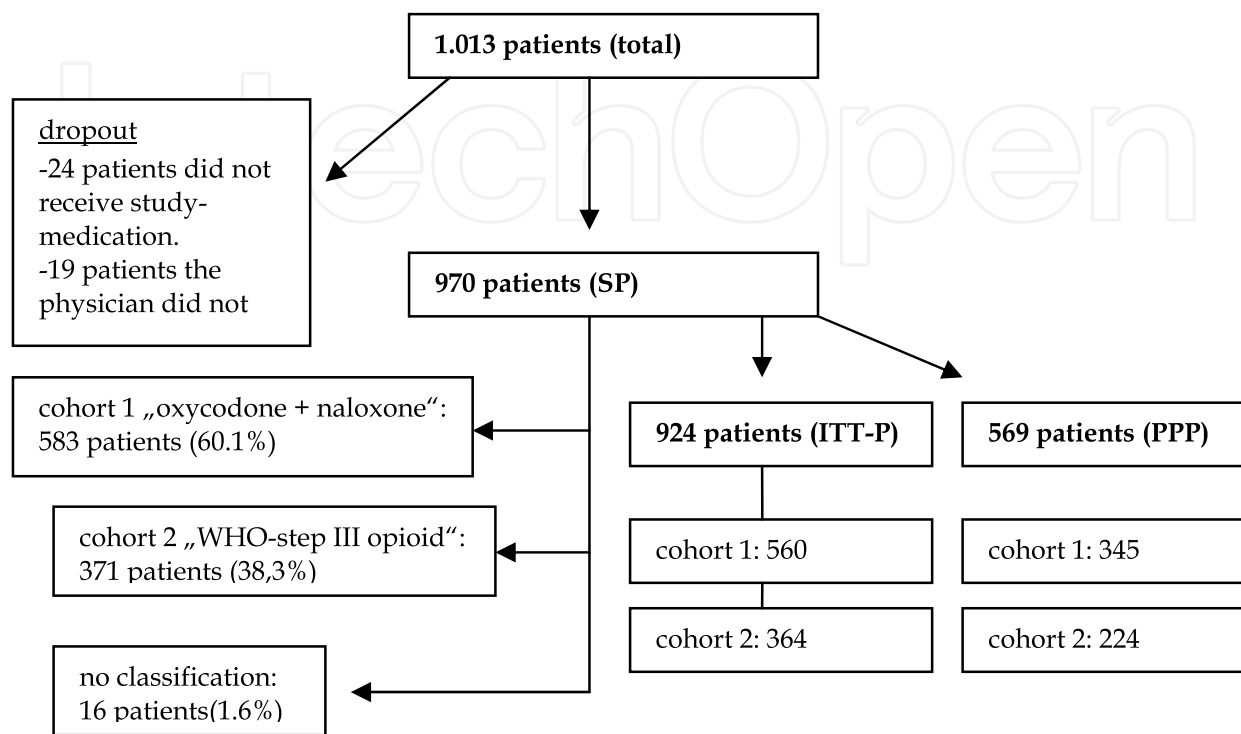 1.013 patients (total)
dropout
-24 patients did not
receive study-
medication.
-19 patients the
physician did not
970 patients (SP)
cohort 1 „oxycodone + naloxone“:
583 patients (60.1%)
924 patients (ITT-P)
569 patients (PPP)
cohort 2 „WHO-step III opioid“:
371 patients (38,3%)
cohort 1: 560
cohort 1: 345
cohort 2: 364
cohort 2: 224
no classification:
16 patients(1.6%)